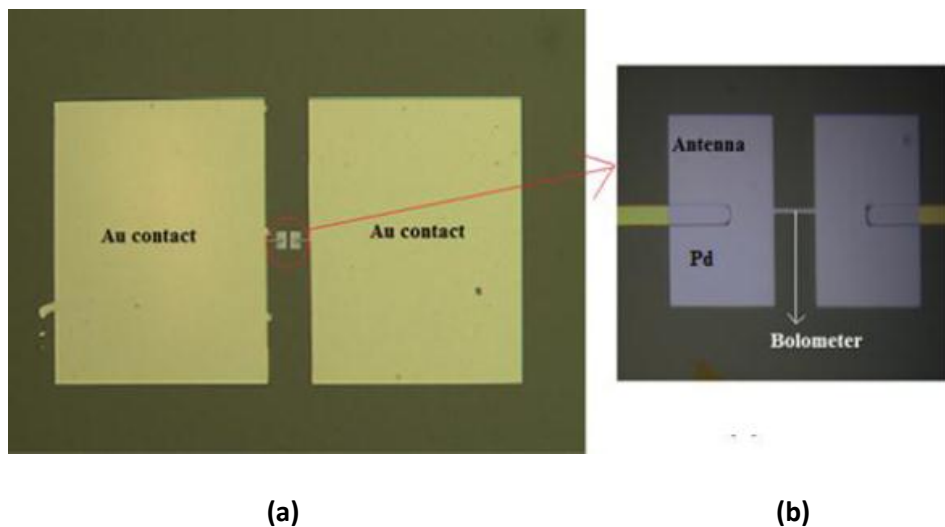 Au contact
Au contact
Antenna
Pd
Bolometer
(a)
(b)